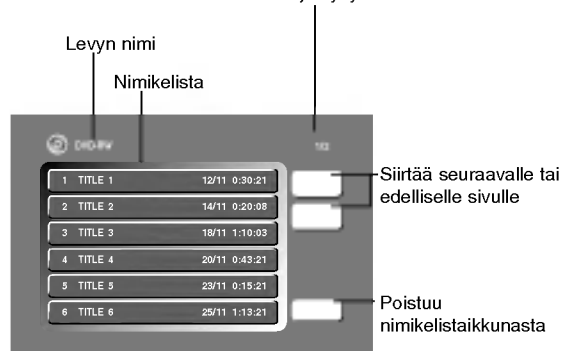 Levyn nimi
Nimikelista
DVD-RW
1 TITLE 1 12/11 0:30:21
2 TITLE 2 14/11 0:20:08
3 TITLE 3 18/11 1:10:03
4 TITLE 4 20/11 0:43:21
5 TITLE 5 23/11 0:15:21
6 TITLE 6 25/11 1:13:21
Siirtää seuraavalle tai
edelliselle sivulle
Poistuu
nimikelistaikkunasta